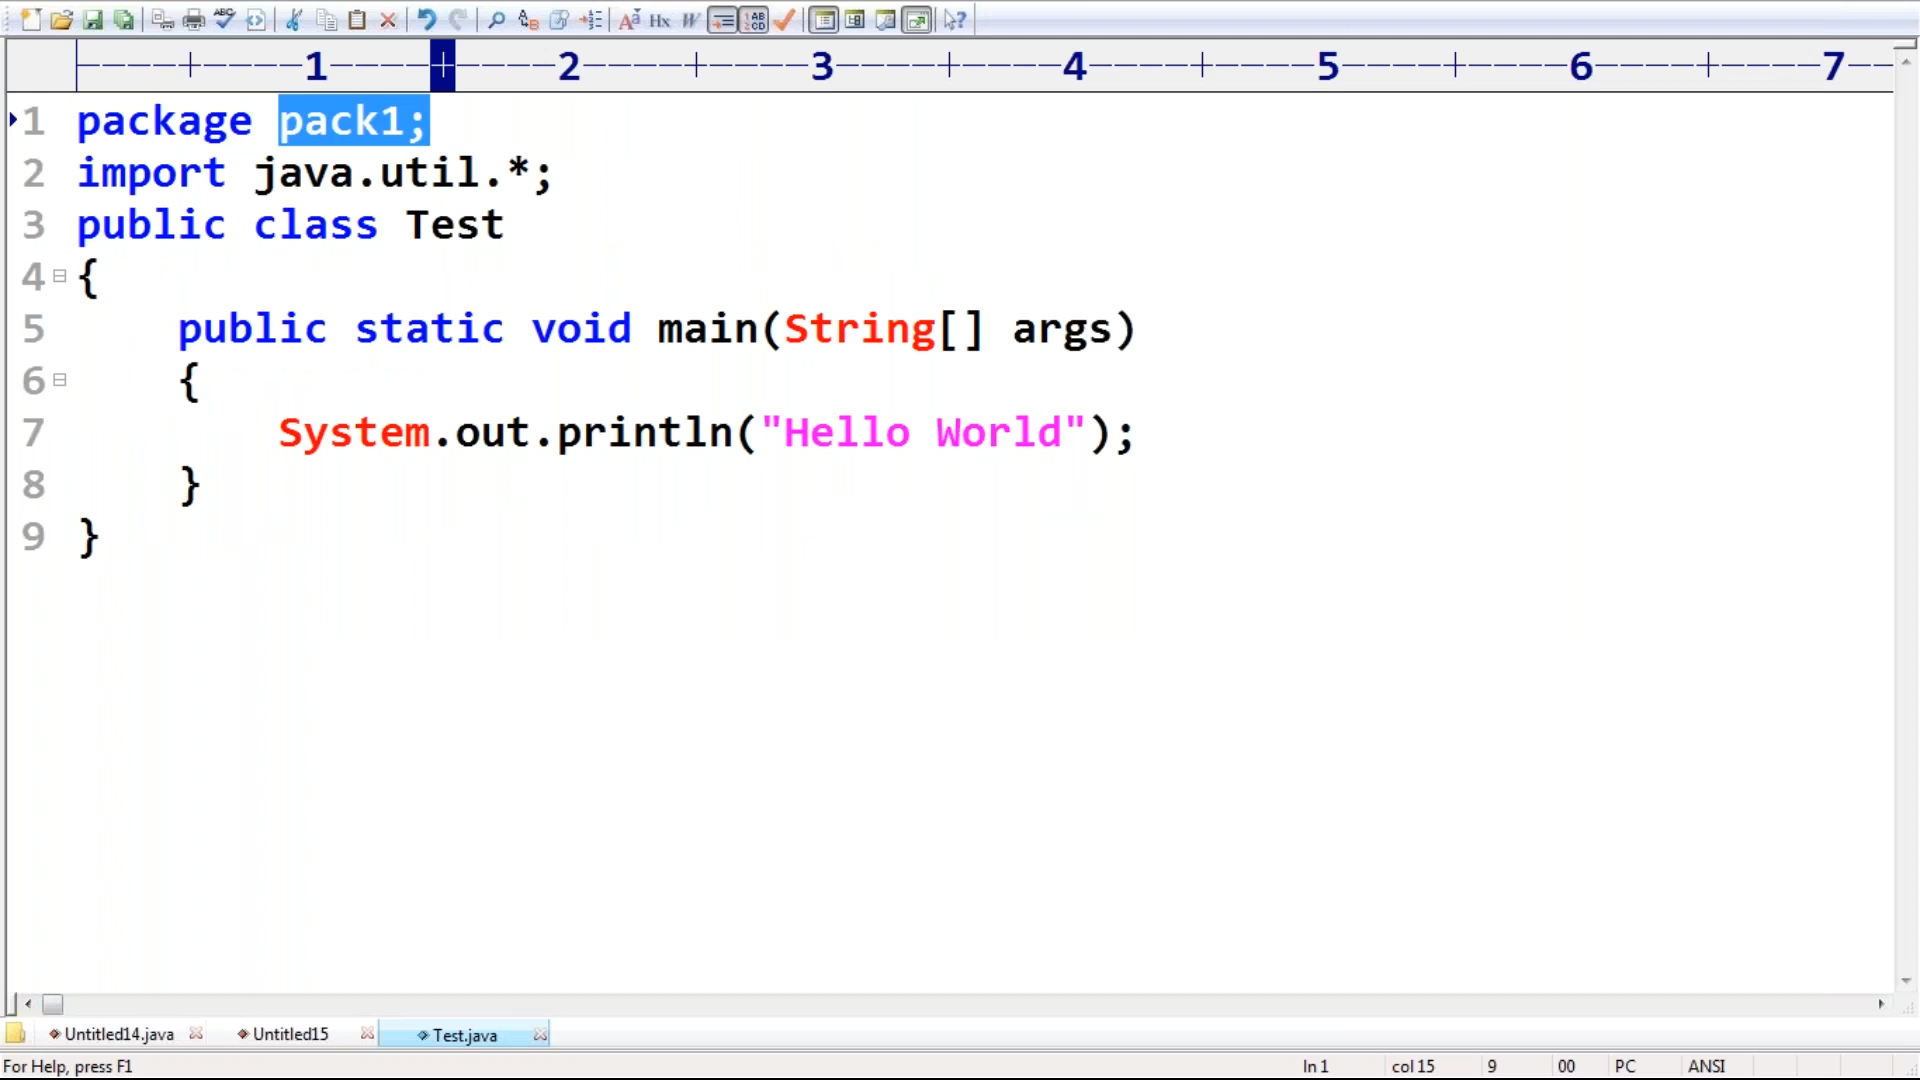 ----+----1----+----2----+----3----+----4----+----5----+----6----+----7--
1 package pack1;
2 import java.util.*;
3 public class Test
4 {
5     public static void main(String[] args)
6     {
7         System.out.println("Hello World");
8     }
9 }
Untitled14.java Untitled15 Test.java
For Help, press F1 ln 1 col 15 9 00 PC ANSI